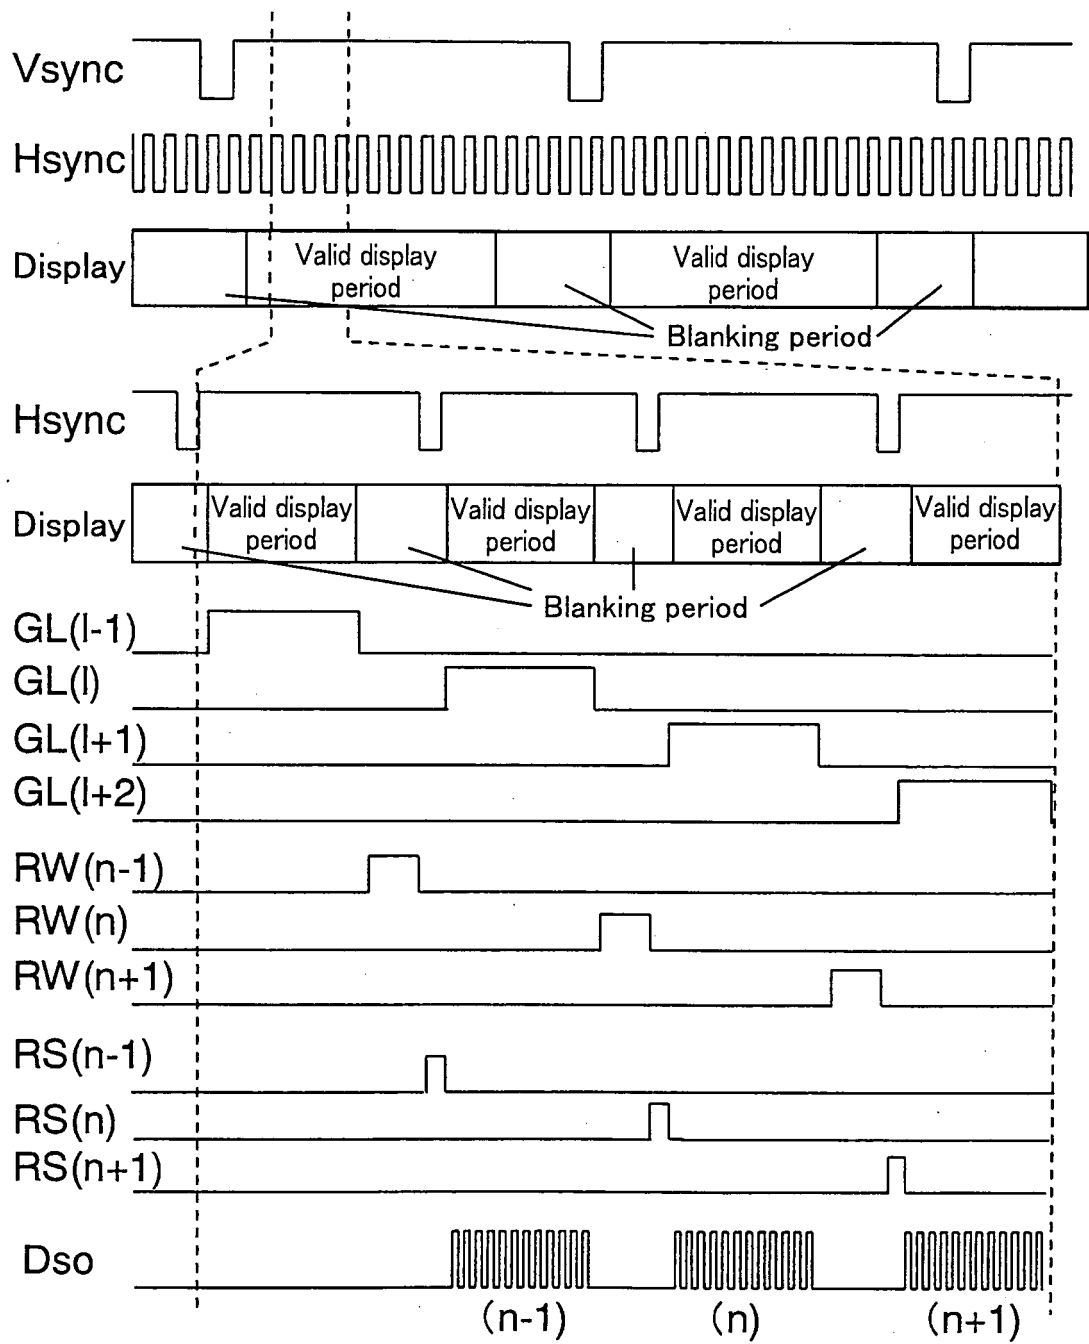 Vsync
Hsync
Display
Valid display
period
Valid display
period
Blanking period
Hsync
Display
Valid display
period
Valid display
period
Valid display
period
Valid display
period
Blanking period
GL(l-1)
GL(l)
GL(l+1)
GL(l+2)
RW(n-1)
RW(n)
RW(n+1)
RS(n-1)
RS(n)
RS(n+1)
Dso
(n-1)
(n)
(n+1)